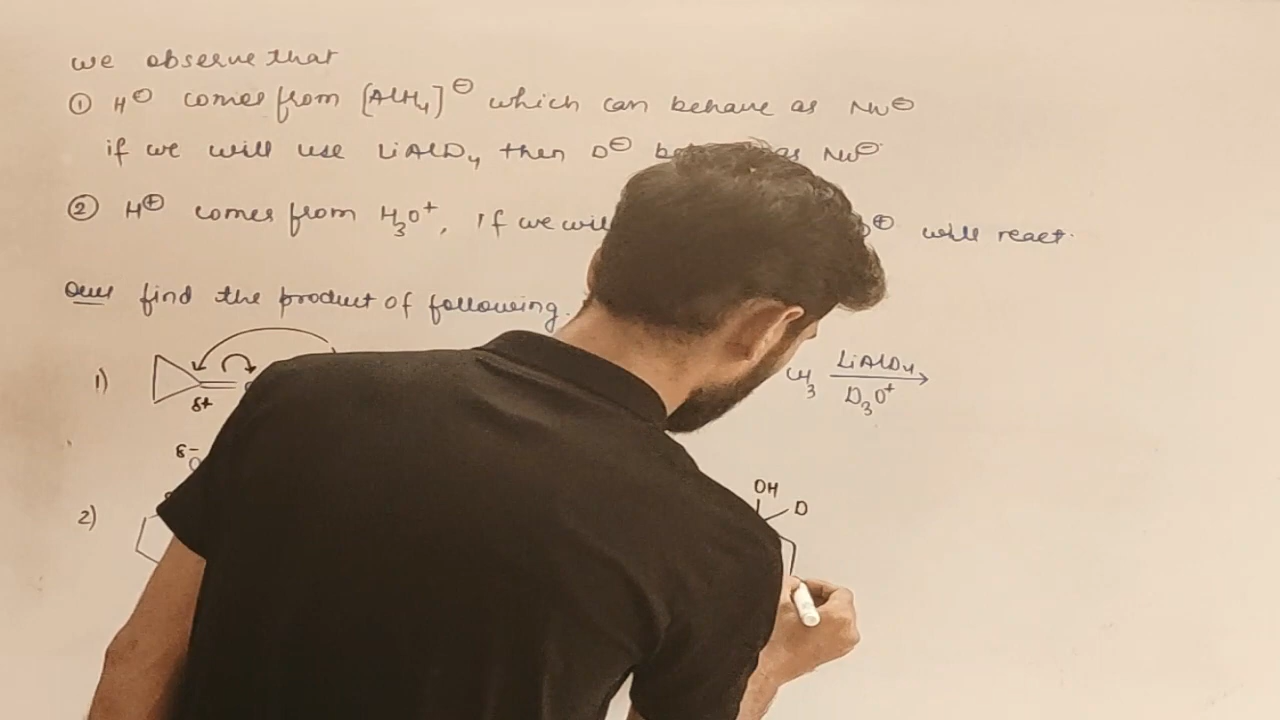 we observe that
① H⊖ comes from [AlH₄]⊖ which can behave as Nu⊖
if we will use LiAlD₄ then D⊖ as Nu⊖
② H⊕ comes from H₃O⁺, If we will ⊕ will react.
Ques find the product of following.
1) δ+ CH₃ LiAlD₄
D₃O⁺
δ-
O
2) OH
D